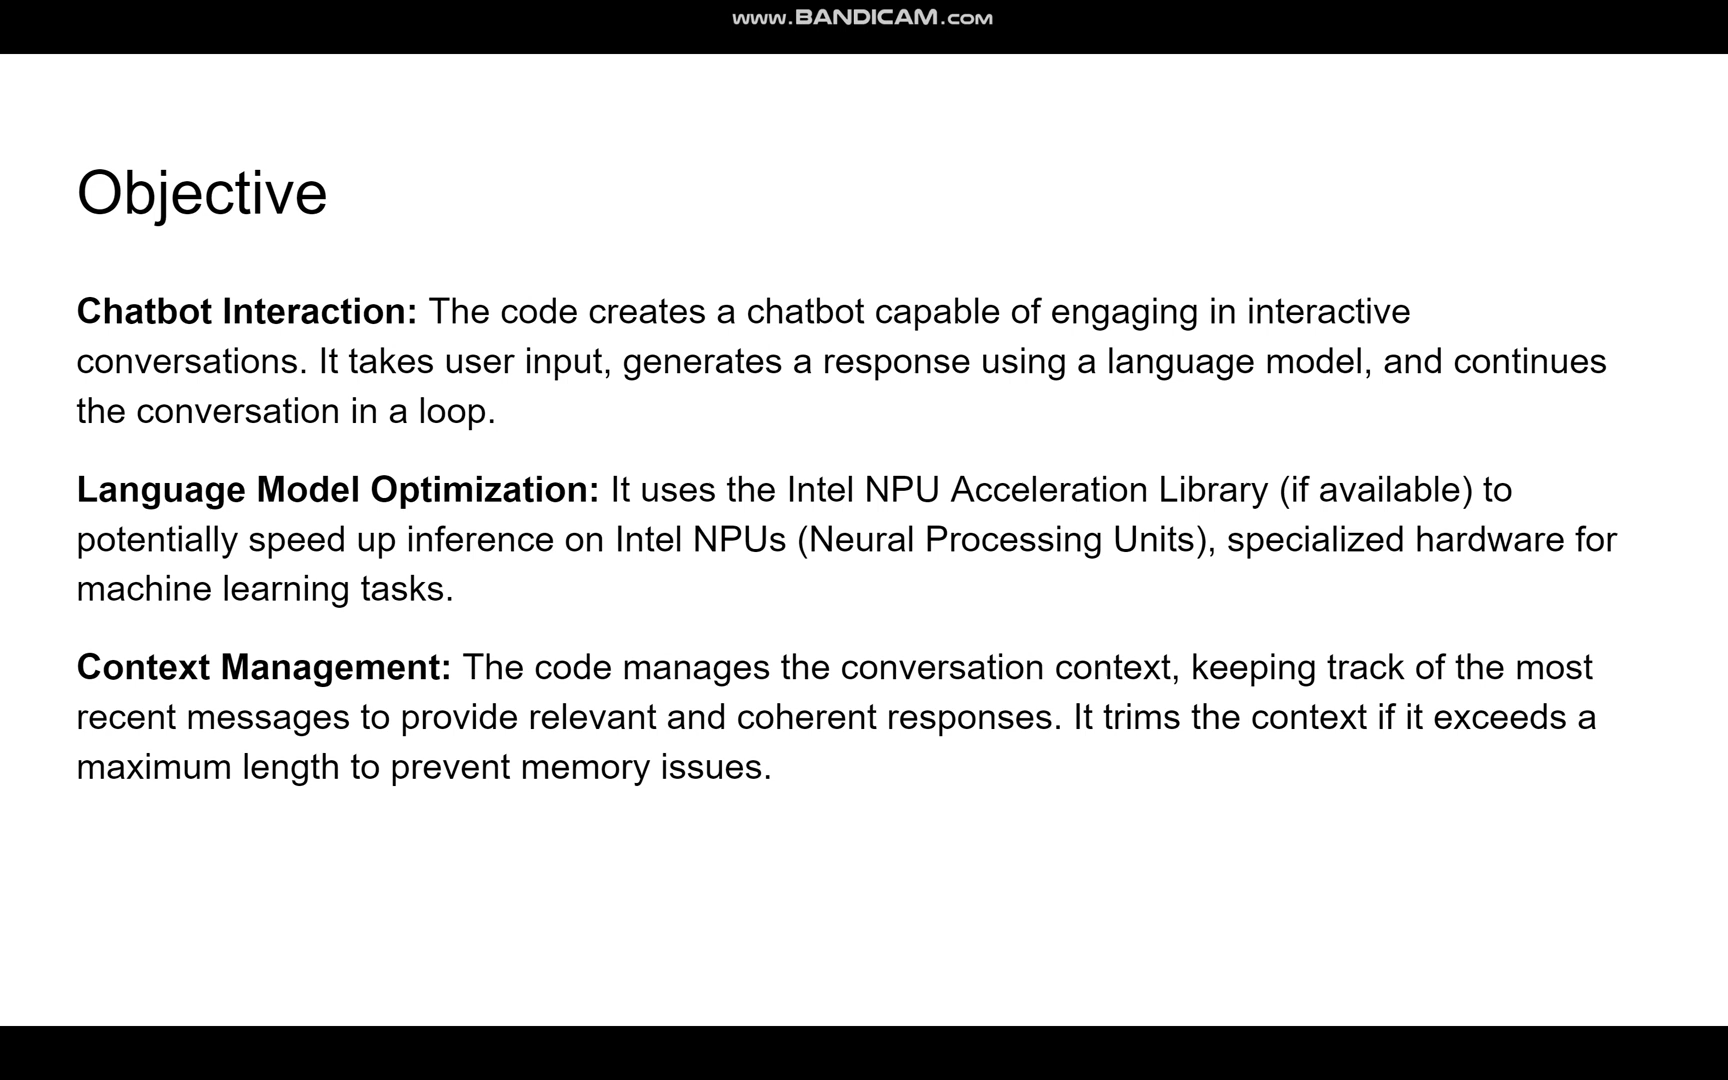 www.BANDICAM.com
Objective
Chatbot Interaction: The code creates a chatbot capable of engaging in interactive
conversations. It takes user input, generates a response using a language model, and continues
the conversation in a loop.
Language Model Optimization: It uses the Intel NPU Acceleration Library (if available) to
potentially speed up inference on Intel NPUs (Neural Processing Units), specialized hardware for
machine learning tasks.
Context Management: The code manages the conversation context, keeping track of the most
recent messages to provide relevant and coherent responses. It trims the context if it exceeds a
maximum length to prevent memory issues.